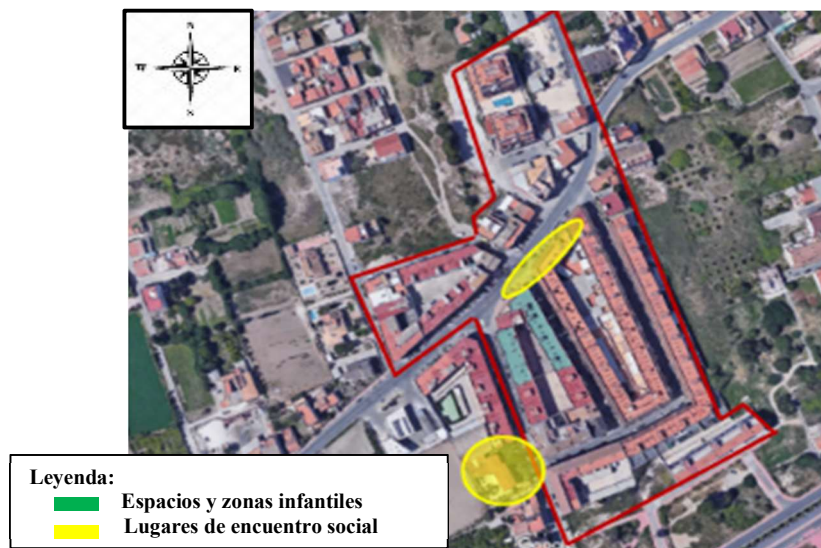 N
E
S
Leyenda:
Espacios y zonas infantiles
Lugares de encuentro social